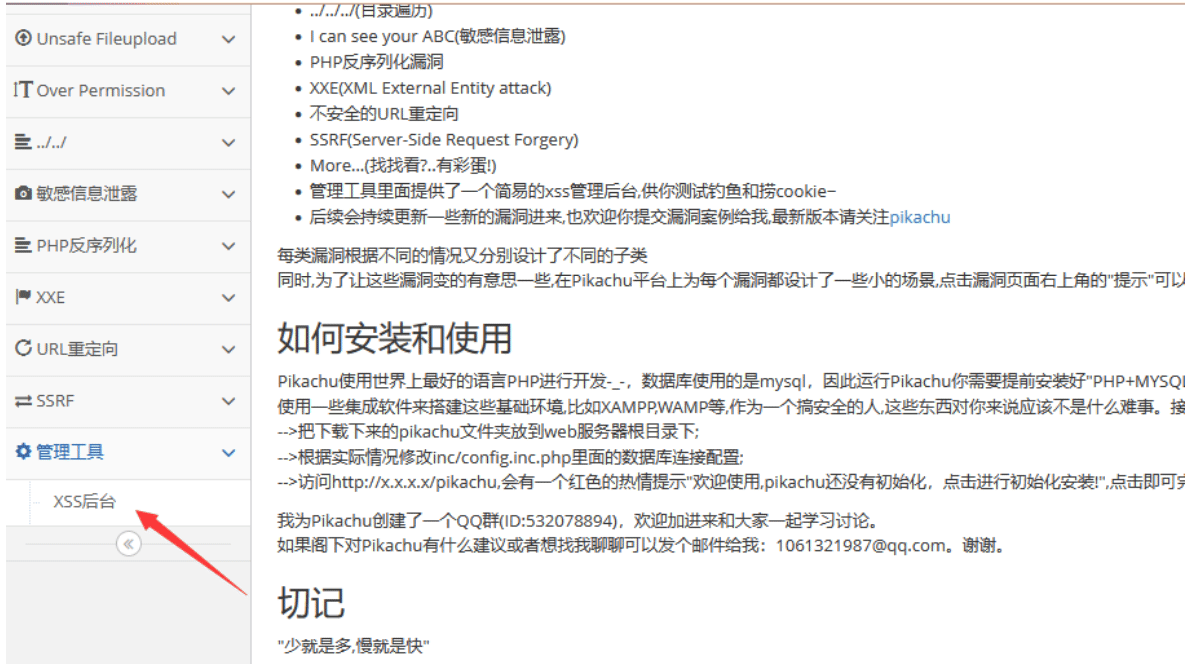 Unsafe Fileupload
Over Permission
../../
敏感信息泄露
PHP反序列化
XXE
URL重定向
SSRF
管理工具
XSS后台
../../../(目录遍历)
I can see your ABC(敏感信息泄露)
PHP反序列化漏洞
XXE(XML External Entity attack)
不安全的URL重定向
SSRF(Server-Side Request Forgery)
More...(找找看?..有彩蛋!)
管理工具里面提供了一个简易的xss管理后台,供你测试钓鱼和捞cookie~
后续会持续更新一些新的漏洞进来,也欢迎你提交漏洞案例给我,最新版本请关注pikachu
每类漏洞根据不同的情况又分别设计了不同的子类
同时,为了让这些漏洞变的有意思一些,在Pikachu平台上为每个漏洞都设计了一些小的场景,点击漏洞页面右上角的"提示"可以
如何安装和使用
Pikachu使用世界上最好的语言PHP进行开发-_-，数据库使用的是mysql，因此运行Pikachu你需要提前安装好"PHP+MYSQL
使用一些集成软件来搭建这些基础环境,比如XAMPP,WAMP等,作为一个搞安全的人,这些东西对你来说应该不是什么难事。接
-->把下载下来的pikachu文件夹放到web服务器根目录下;
-->根据实际情况修改inc/config.inc.php里面的数据库连接配置;
-->访问http://x.x.x.x/pikachu,会有一个红色的热情提示"欢迎使用,pikachu还没有初始化，点击进行初始化安装!",点击即可完
我为Pikachu创建了一个QQ群(ID:532078894)，欢迎加进来和大家一起学习讨论。
如果阁下对Pikachu有什么建议或者想找我聊聊可以发个邮件给我：1061321987@qq.com。谢谢。
切记
"少就是多,慢就是快"